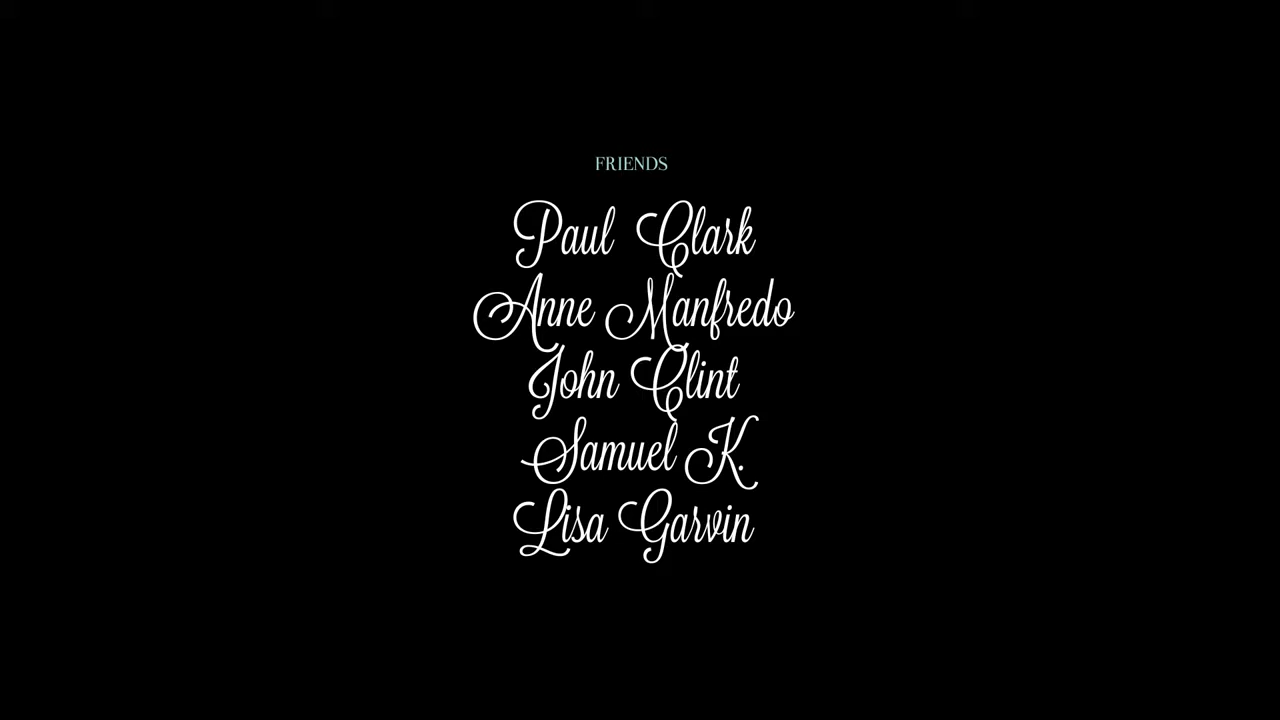 FRIENDS
Paul Clark
Anne Manfredo
John Clint
Samuel K.
Lisa Garvin